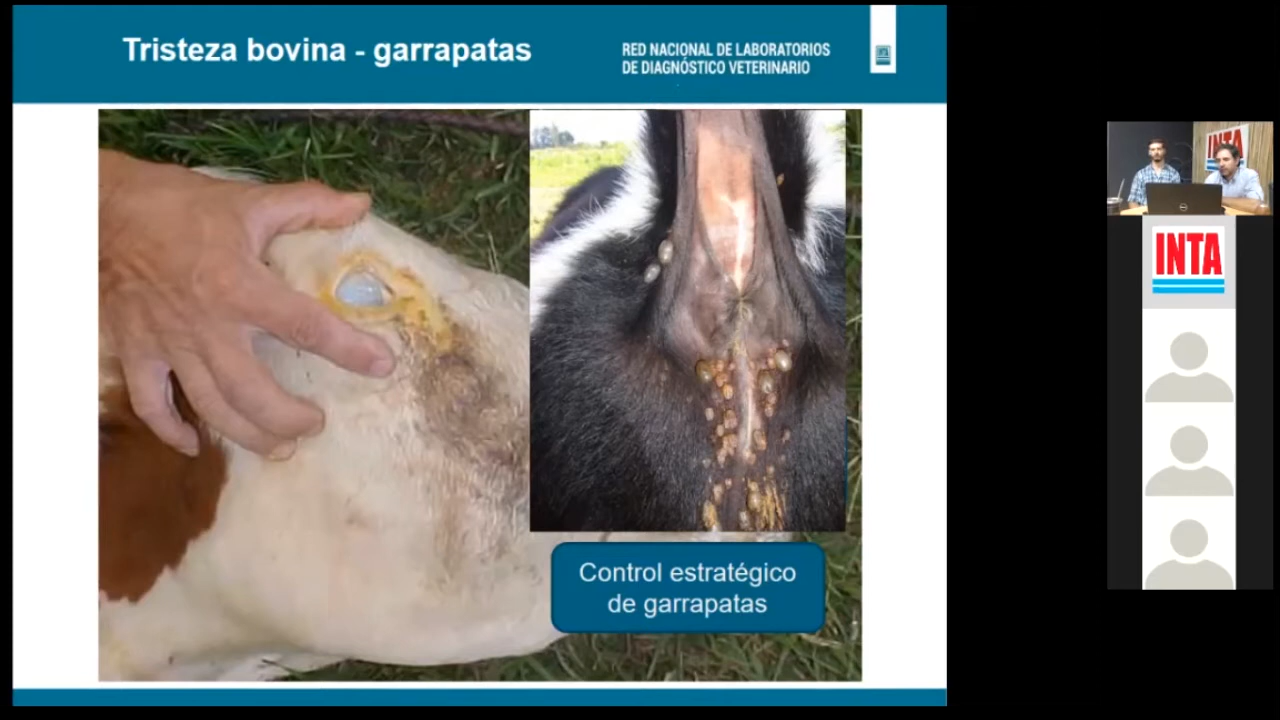 Tristeza bovina - garrapatas
RED NACIONAL DE LABORATORIOS
DE DIAGNÓSTICO VETERINARIO
Control estratégico
de garrapatas
INTA
INTA